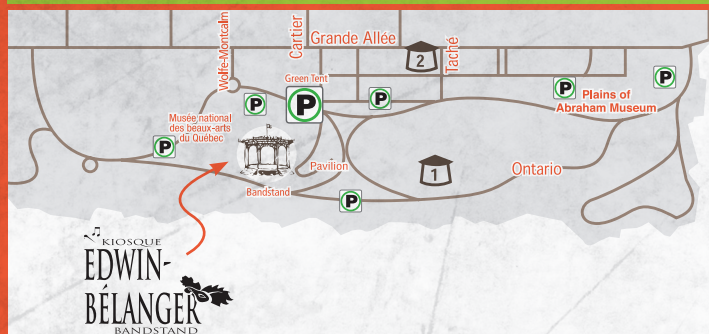 Wolfe-Montcalm
Cartier
Grande Allée
Taché
2
Green Tent
P
P
P
P
P
Plains of
Abraham Museum
Musée national
des beaux-arts
du Québec
P
Pavilion
1
Ontario
Bandstand
P
KIOSQUE
EDWIN-
BÉLANGER
BANDSTAND